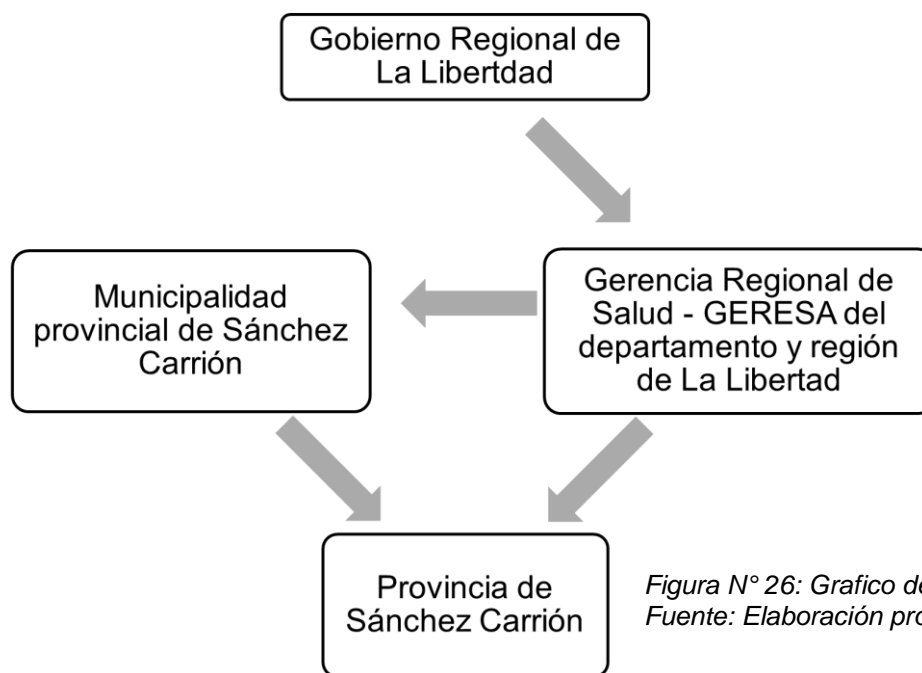 Gobierno Regional de
La Libertdad
Municipalidad
provincial de Sánchez
Carrión
Gerencia Regional de
Salud - GERESA del
departamento y región
de La Libertad
Provincia de
Sánchez Carrión
Figura N° 26: Grafico de
Fuente: Elaboración pro